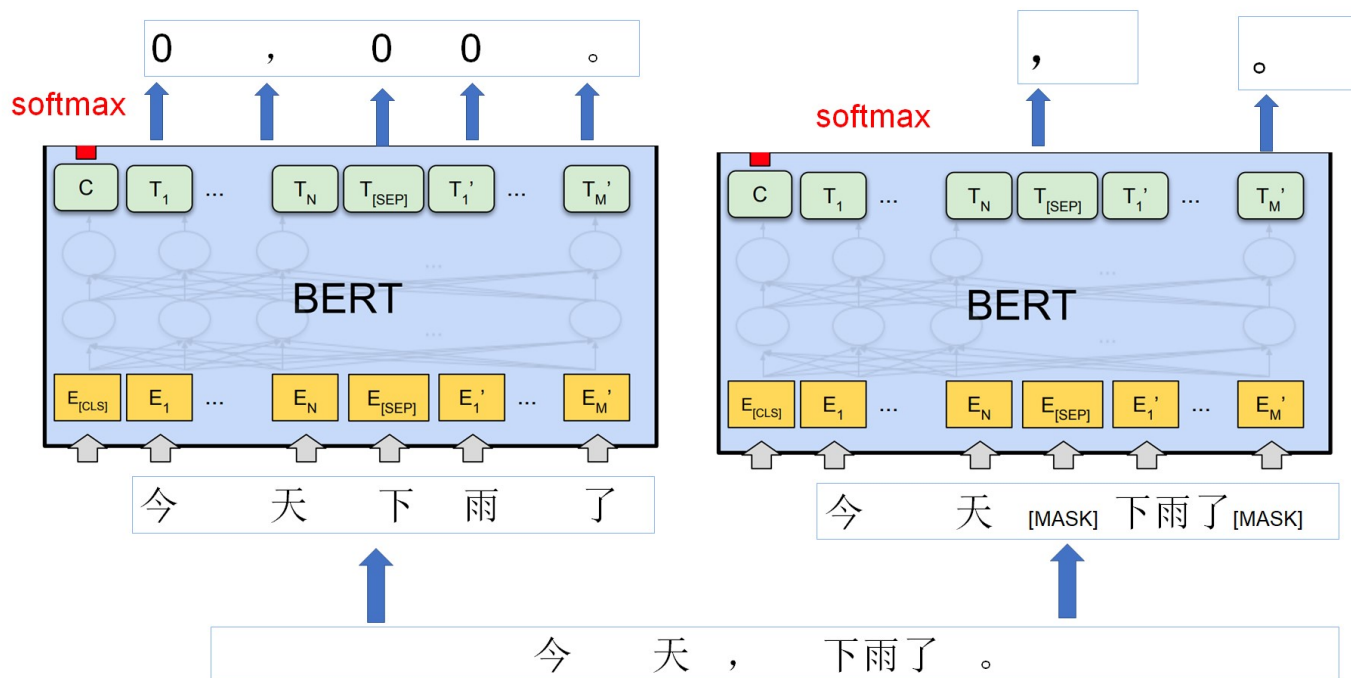 0 , 0 0 。
, 。
softmax
softmax
C T1 ... TN T[SEP] T1’ ... TM’
C T1 ... TN T[SEP] T1’ ... TM’
...
...
BERT
BERT
...
...
E[CLS] E1 ... EN E[SEP] E1’ ... EM’
E[CLS] E1 ... EN E[SEP] E1’ ... EM’
今 天 下 雨 了
今 天 [MASK] 下雨了[MASK]
今 天 , 下雨了 。